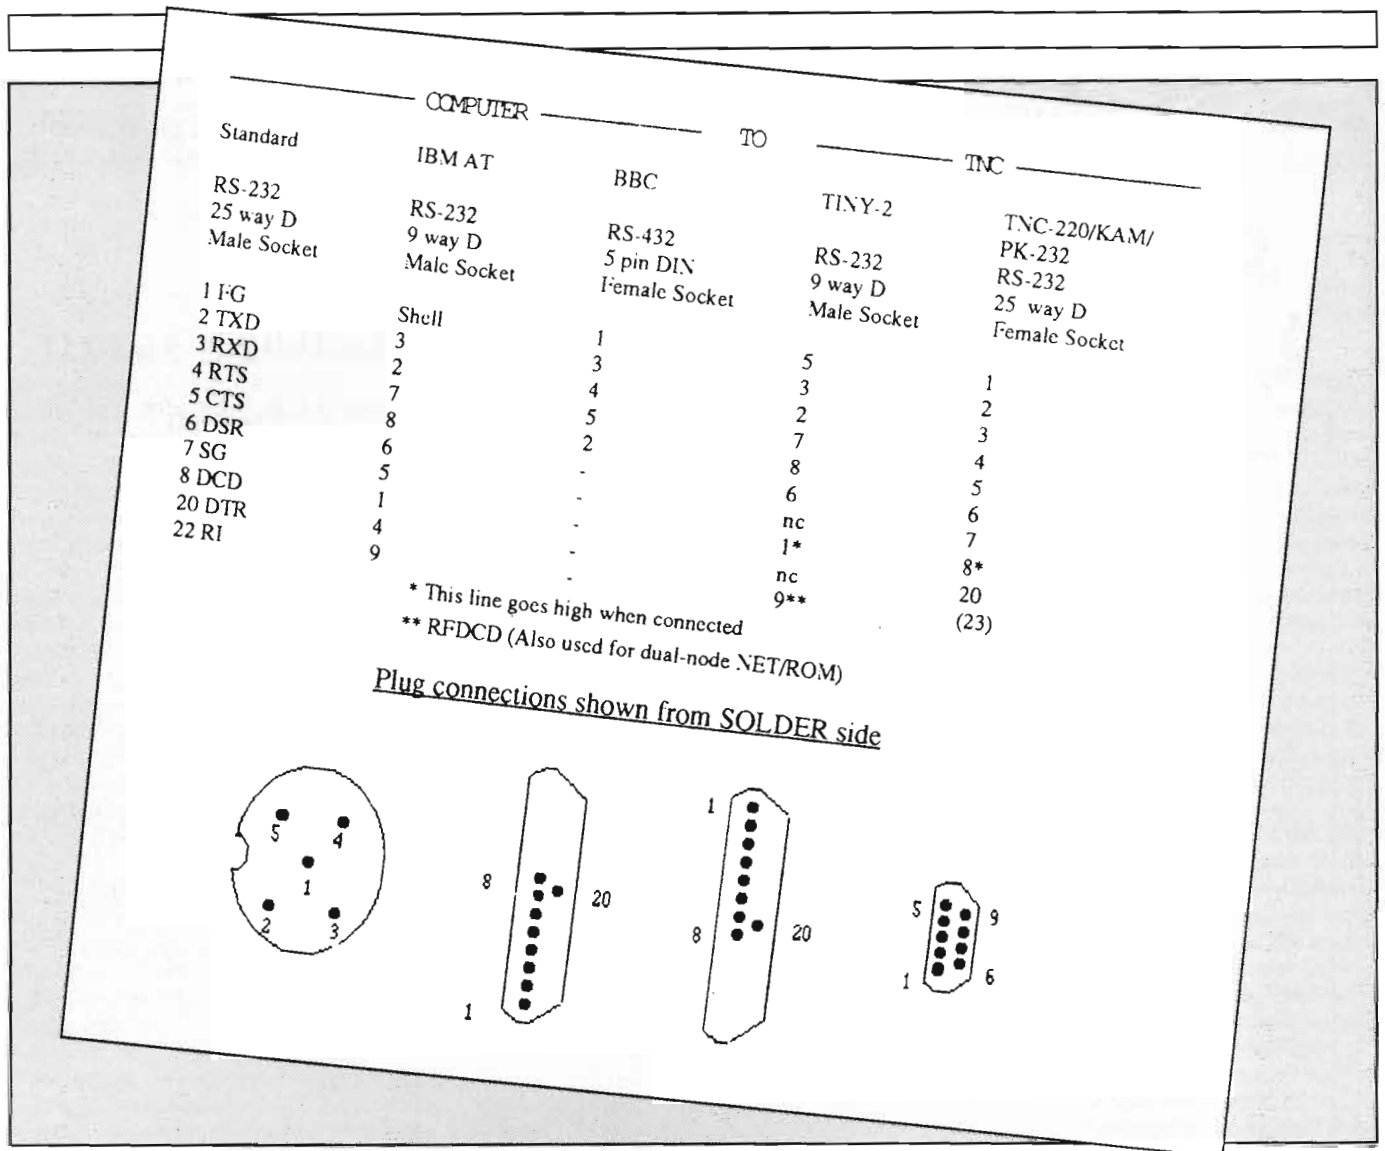 COMPUTER TO TNC
Standard IBM AT BBC TINY-2 TNC-220/KAM/
PK-232
RS-232 RS-232 RS-432 RS-232 RS-232
25 way D 9 way D 5 pin DIN 9 way D 25 way D
Male Socket Male Socket Female Socket Male Socket Female Socket
1 FG Shell 1 5 1
2 TXD 3 3 3 2
3 RXD 2 4 2 3
4 RTS 7 5 7 4
5 CTS 8 2 8 5
6 DSR 6 - 6 6
7 SG 5 - nc 7
8 DCD 1 - 1* 8*
20 DTR 4 - nc 20
22 RI 9 - 9** (23)
* This line goes high when connected
** RFDCD (Also used for dual-node NET/ROM)
Plug connections shown from SOLDER side
5 4
1
2 3
8 20
1
1
8 20
5 9
1 6